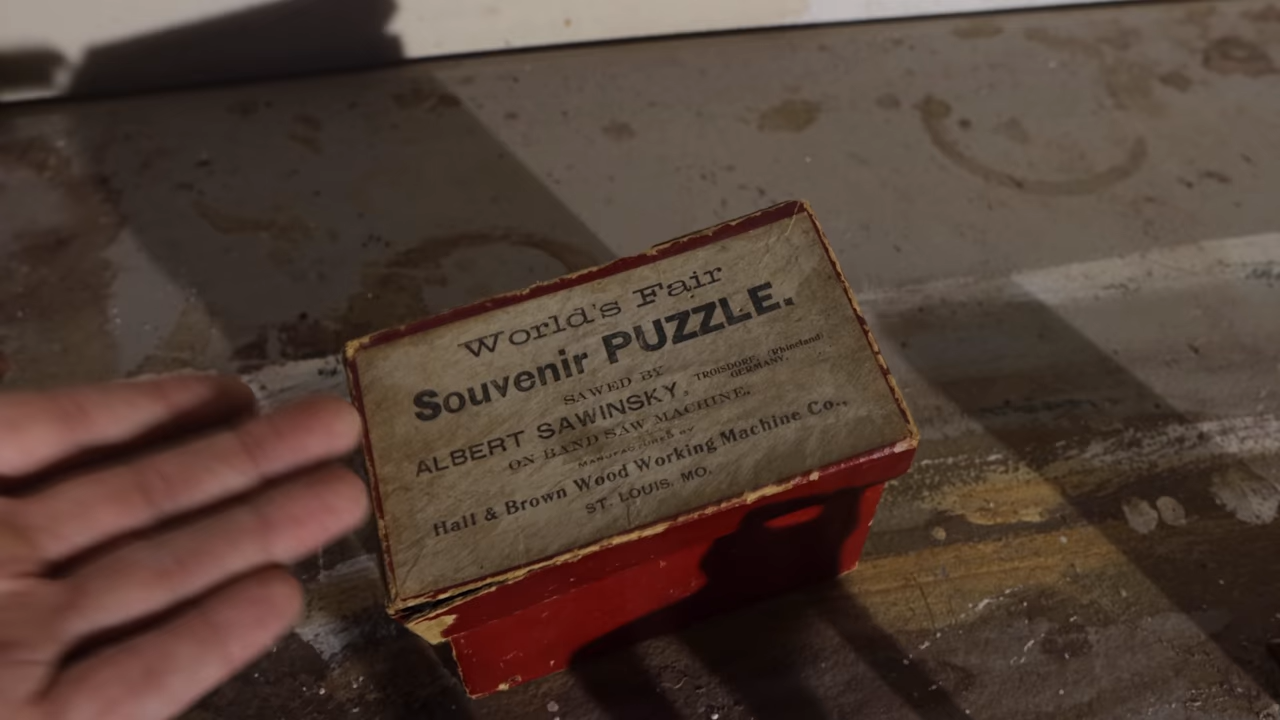 World's Fair
Souvenir PUZZLE.
SAWED BY
ALBERT SAWINSKY, TROISDORF, (Rhineland)
GERMANY,
ON BAND SAW MACHINE.
MANUFACTURED BY
Hall & Brown Wood Working Machine Co.,
ST. LOUIS, MO.